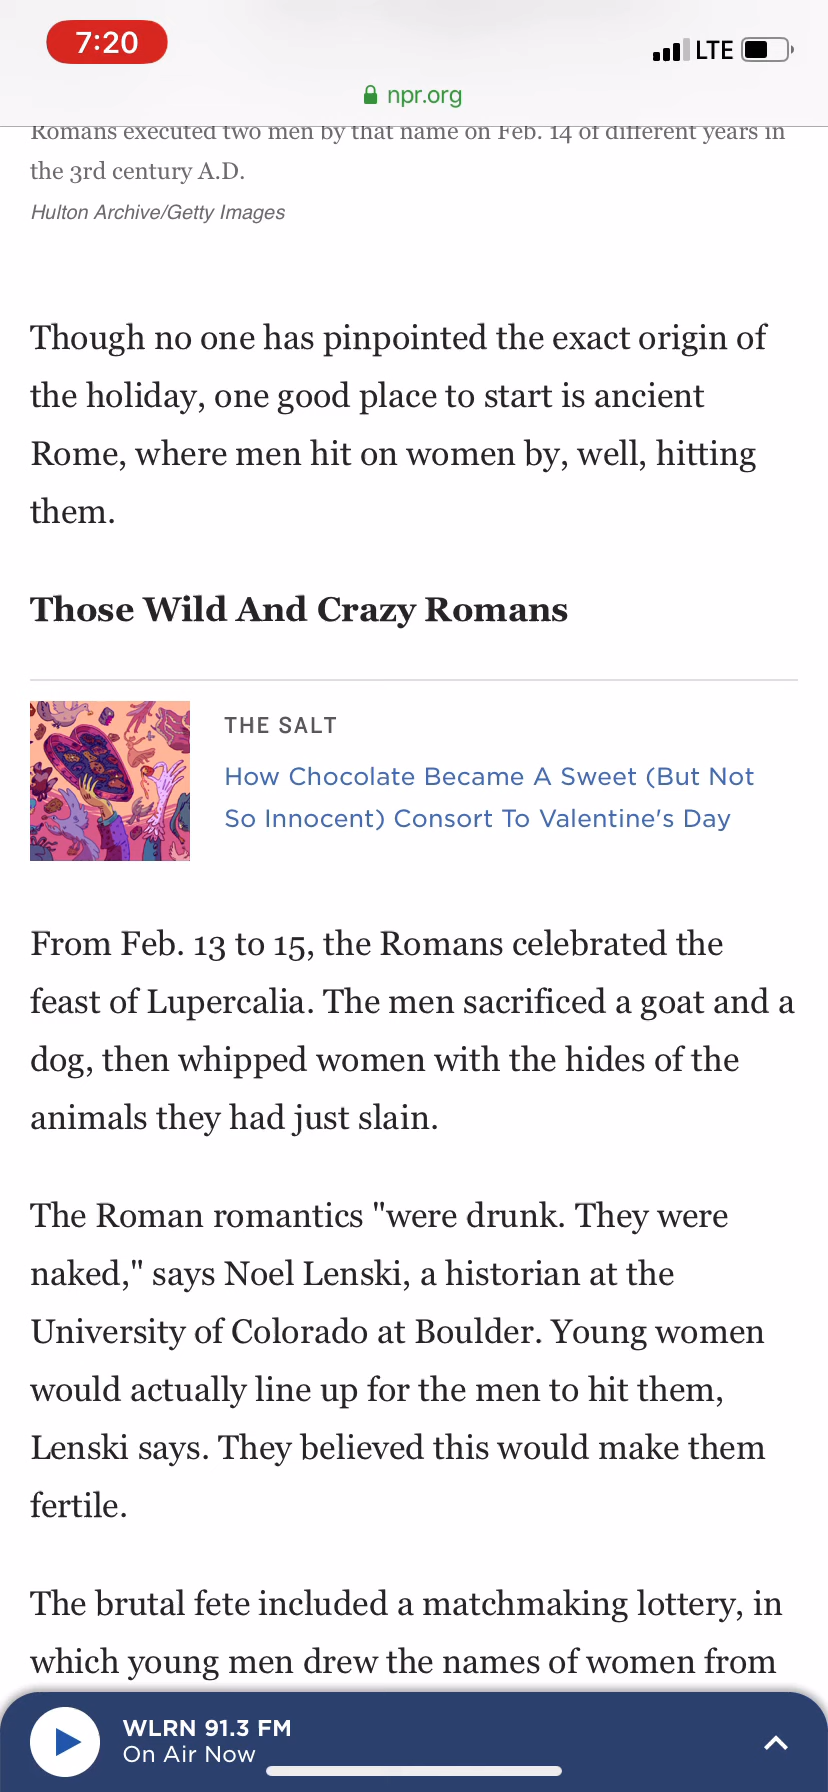 7:20
LTE
npr.org
Romans executed two men by that name on Feb. 14 of different years in
the 3rd century A.D.
Hulton Archive/Getty Images
Though no one has pinpointed the exact origin of
the holiday, one good place to start is ancient
Rome, where men hit on women by, well, hitting
them.
Those Wild And Crazy Romans
THE SALT
How Chocolate Became A Sweet (But Not
So Innocent) Consort To Valentine's Day
From Feb. 13 to 15, the Romans celebrated the
feast of Lupercalia. The men sacrificed a goat and a
dog, then whipped women with the hides of the
animals they had just slain.
The Roman romantics "were drunk. They were
naked," says Noel Lenski, a historian at the
University of Colorado at Boulder. Young women
would actually line up for the men to hit them,
Lenski says. They believed this would make them
fertile.
The brutal fete included a matchmaking lottery, in
which young men drew the names of women from
WLRN 91.3 FM
On Air Now